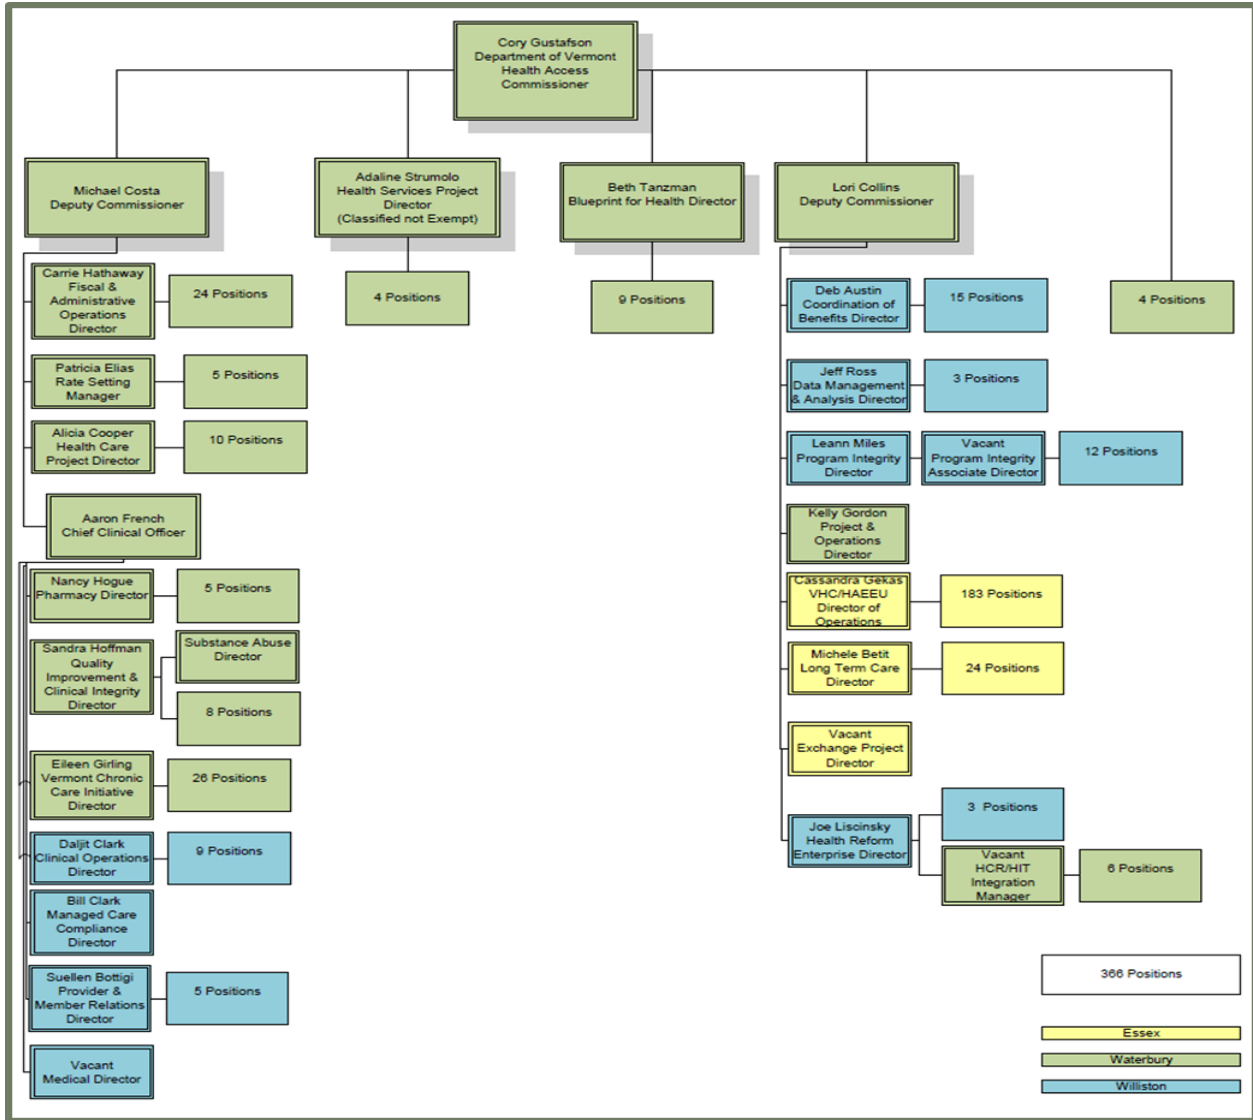 Cory Gustafson
Department of Vermont
Health Access
Commissioner
Michael Costa
Deputy Commissioner
Adaline Strumolo
Health Services Project
Director
(Classified not Exempt)
Beth Tanzman
Blueprint for Health Director
Lori Collins
Deputy Commissioner
Carrie Hathaway
Fiscal &
Administrative
Operations
Director
24 Positions
4 Positions
9 Positions
Deb Austin
Coordination of
Benefits Director
15 Positions
4 Positions
Patricia Elias
Rate Setting
Manager
5 Positions
Jeff Ross
Data Management
& Analysis Director
3 Positions
Alicia Cooper
Health Care
Project Director
10 Positions
Leann Miles
Program Integrity
Director
Vacant
Program Integrity
Associate Director
12 Positions
Aaron French
Chief Clinical Officer
Kelly Gordon
Project &
Operations
Director
Nancy Hogue
Pharmacy Director
5 Positions
Cassandra Gekas
VHC/HAEEU
Director of
Operations
183 Positions
Sandra Hoffman
Quality
Improvement &
Clinical Integrity
Director
Substance Abuse
Director
8 Positions
Michele Betit
Long Term Care
Director
24 Positions
Eileen Girling
Vermont Chronic
Care Initiative
Director
26 Positions
Vacant
Exchange Project
Director
Daljit Clark
Clinical Operations
Director
9 Positions
Joe Liscinsky
Health Reform
Enterprise Director
3 Positions
Vacant
HCR/HIT
Integration
Manager
6 Positions
Bill Clark
Managed Care
Compliance
Director
Suellen Bottigi
Provider &
Member Relations
Director
5 Positions
Vacant
Medical Director
366 Positions
Essex
Waterbury
Williston